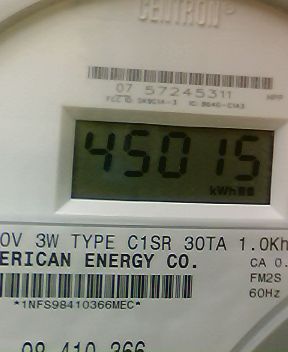 CENTRON®
07 57245311
45015
kWh
0V 3W TYPE C1SR 30TA 1.0Kh
ERICAN ENERGY CO. CA 0.
FM2S
*1NFS98410366MEC* 60Hz
98 410 366